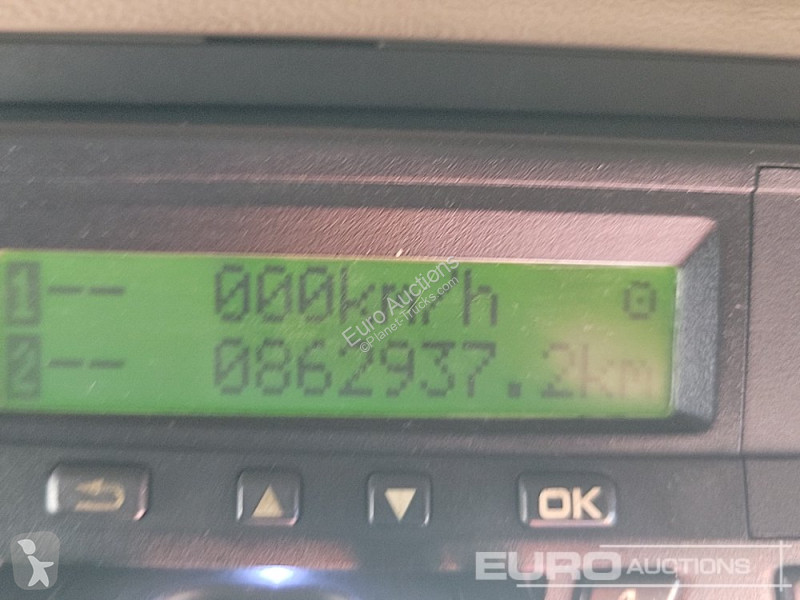 1-- 000km/h
2-- 0862937.2km
Euro Auctions
©Planet-Trucks.com
OK
EURO AUCTIONS